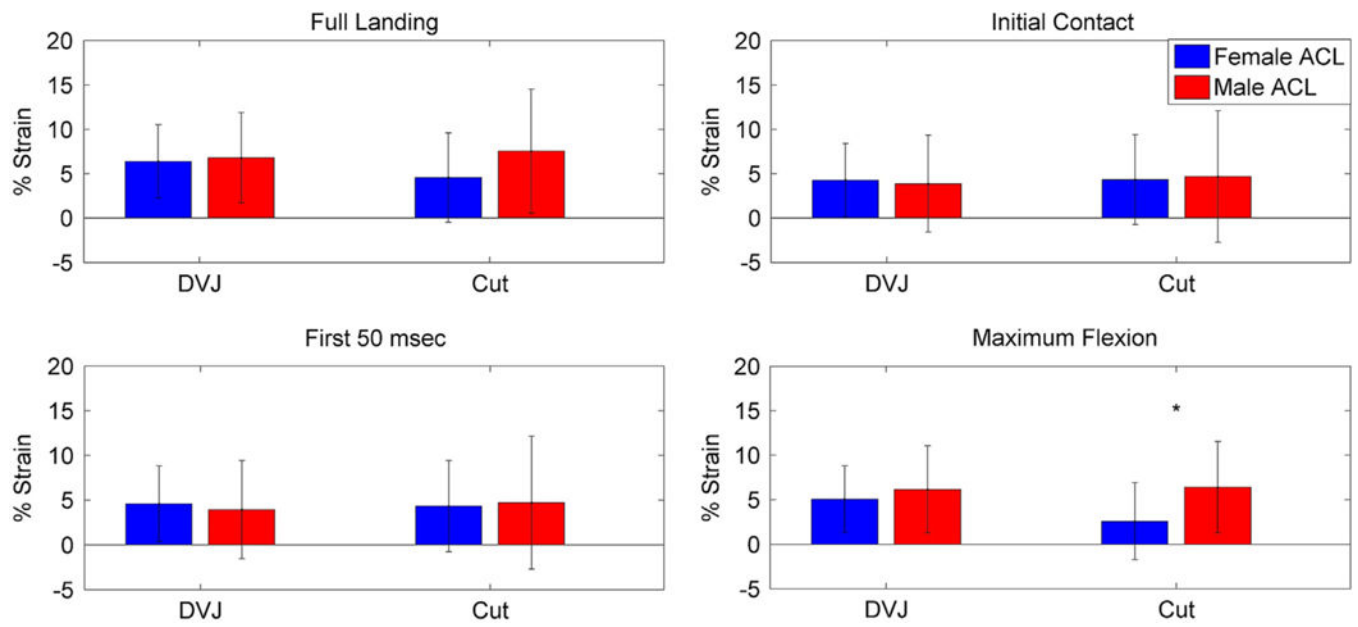 Full Landing
20
15
10
5
0
-5
% Strain
DVJ
Cut
Initial Contact
20
15
10
5
0
-5
% Strain
DVJ
Cut
Female ACL
Male ACL
First 50 msec
20
15
10
5
0
-5
% Strain
DVJ
Cut
Maximum Flexion
20
15
10
5
0
-5
% Strain
*
DVJ
Cut